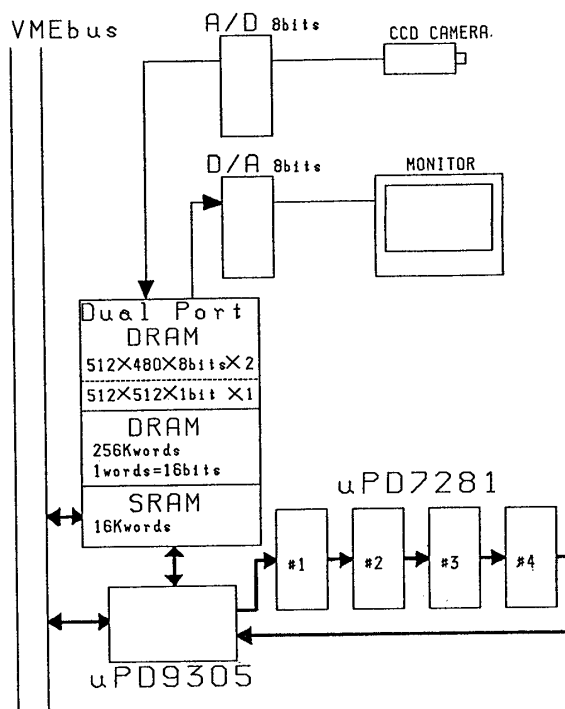 VMEbus
A/D 8bits
CCD CAMERA.
D/A 8bits
MONITOR
Dual Port
DRAM
512×480×8bits×2
512×512×1bit ×1
DRAM
256Kwords
1words=16bits
SRAM
16Kwords
uPD7281
#1
#2
#3
#4
uPD9305